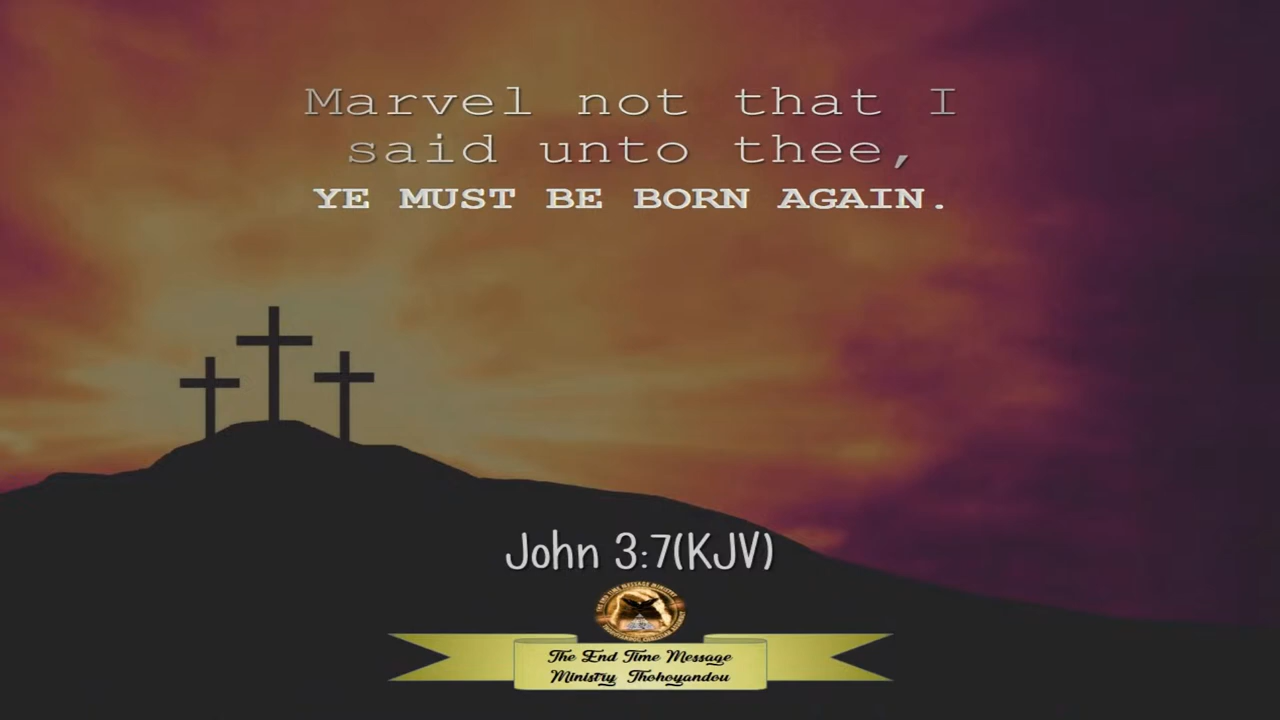 Marvel not that I
said unto thee,
YE MUST BE BORN AGAIN.
John 3:7(KJV)
The End Time Message
Ministry Thohoyandou